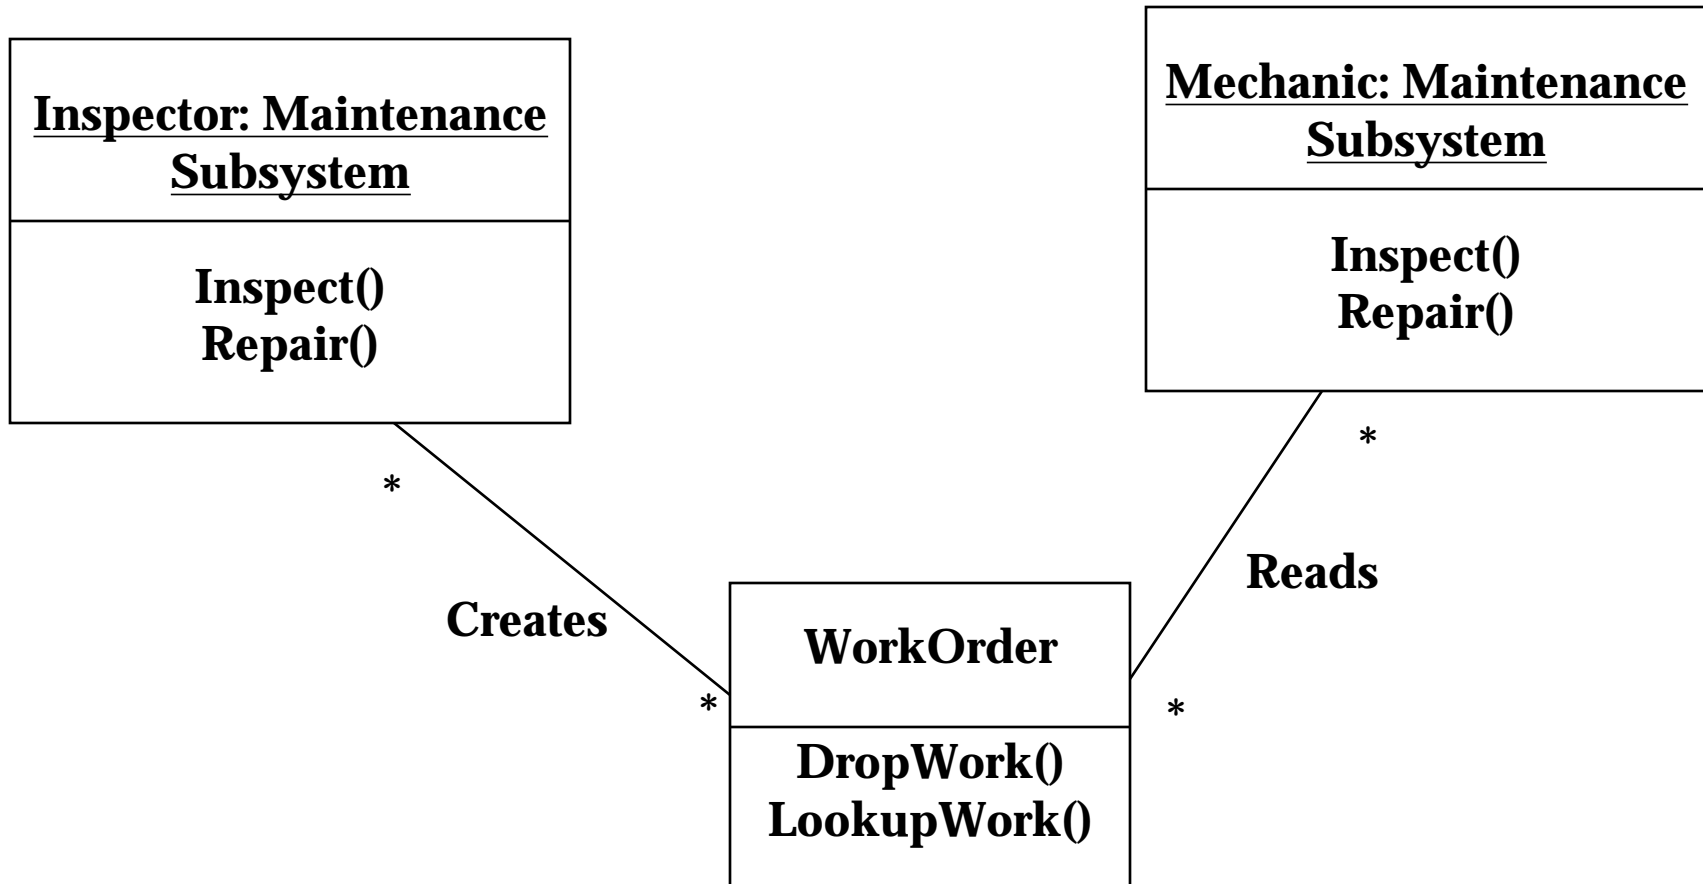 Inspector: Maintenance
Subsystem
Inspect()
Repair()
*
Creates
*
Mechanic: Maintenance
Subsystem
Inspect()
Repair()
*
Reads
*
WorkOrder
DropWork()
LookupWork()